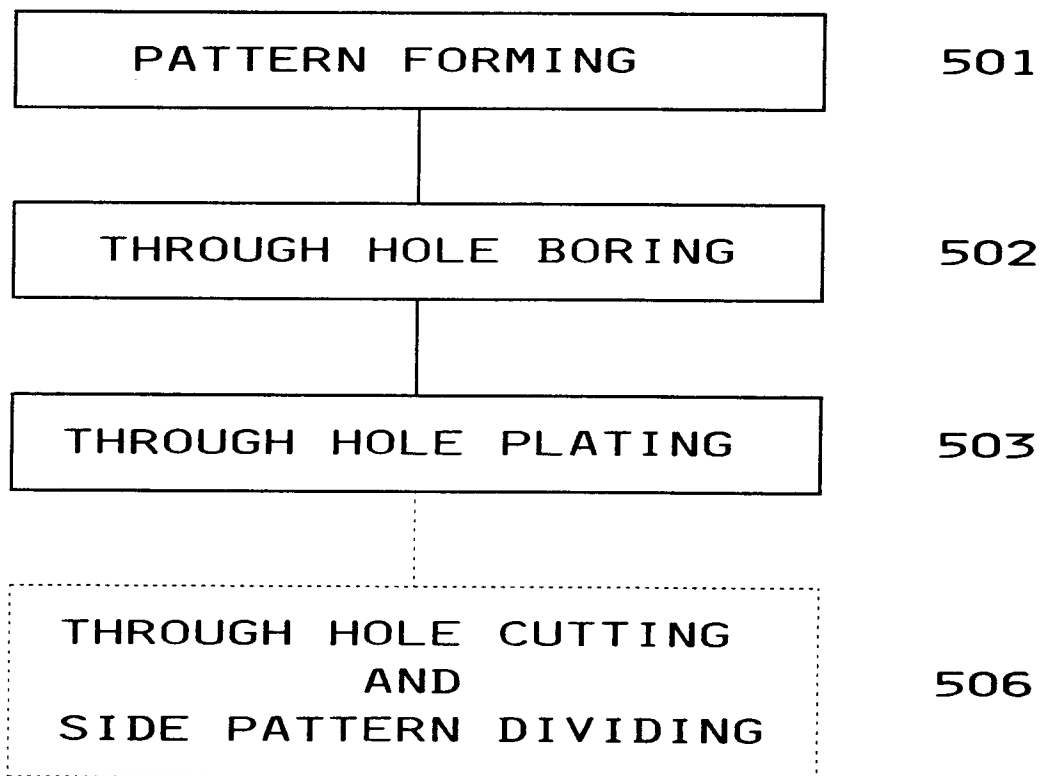 PATTERN FORMING 501
THROUGH HOLE BORING 502
THROUGH HOLE PLATING 503
THROUGH HOLE CUTTING
AND 506
SIDE PATTERN DIVIDING